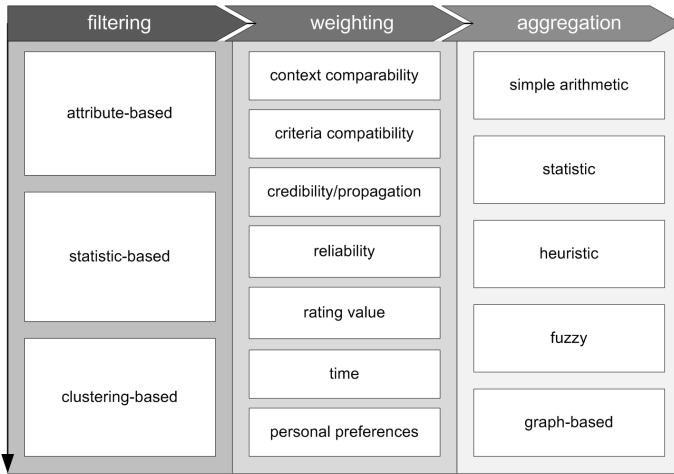 filtering
weighting
aggregation
attribute-based
statistic-based
clustering-based
context comparability
criteria compatibility
credibility/propagation
reliability
rating value
time
personal preferences
simple arithmetic
statistic
heuristic
fuzzy
graph-based